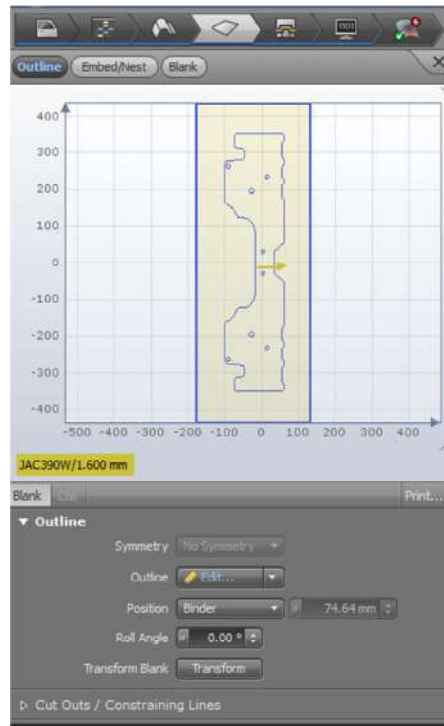 Outline Embed/Nest Blank
400
300
200
100
0
-100
-200
-300
-400
-500 -400 -300 -200 -100 0 100 200 300 400
JAC390W/1.600 mm
Blank Print...
Outline
Symmetry No Symmetry
Outline Edit...
Position Binder 74.64 mm
Roll Angle 0.00 °
Transform Blank Transform
Cut Outs / Constraining Lines